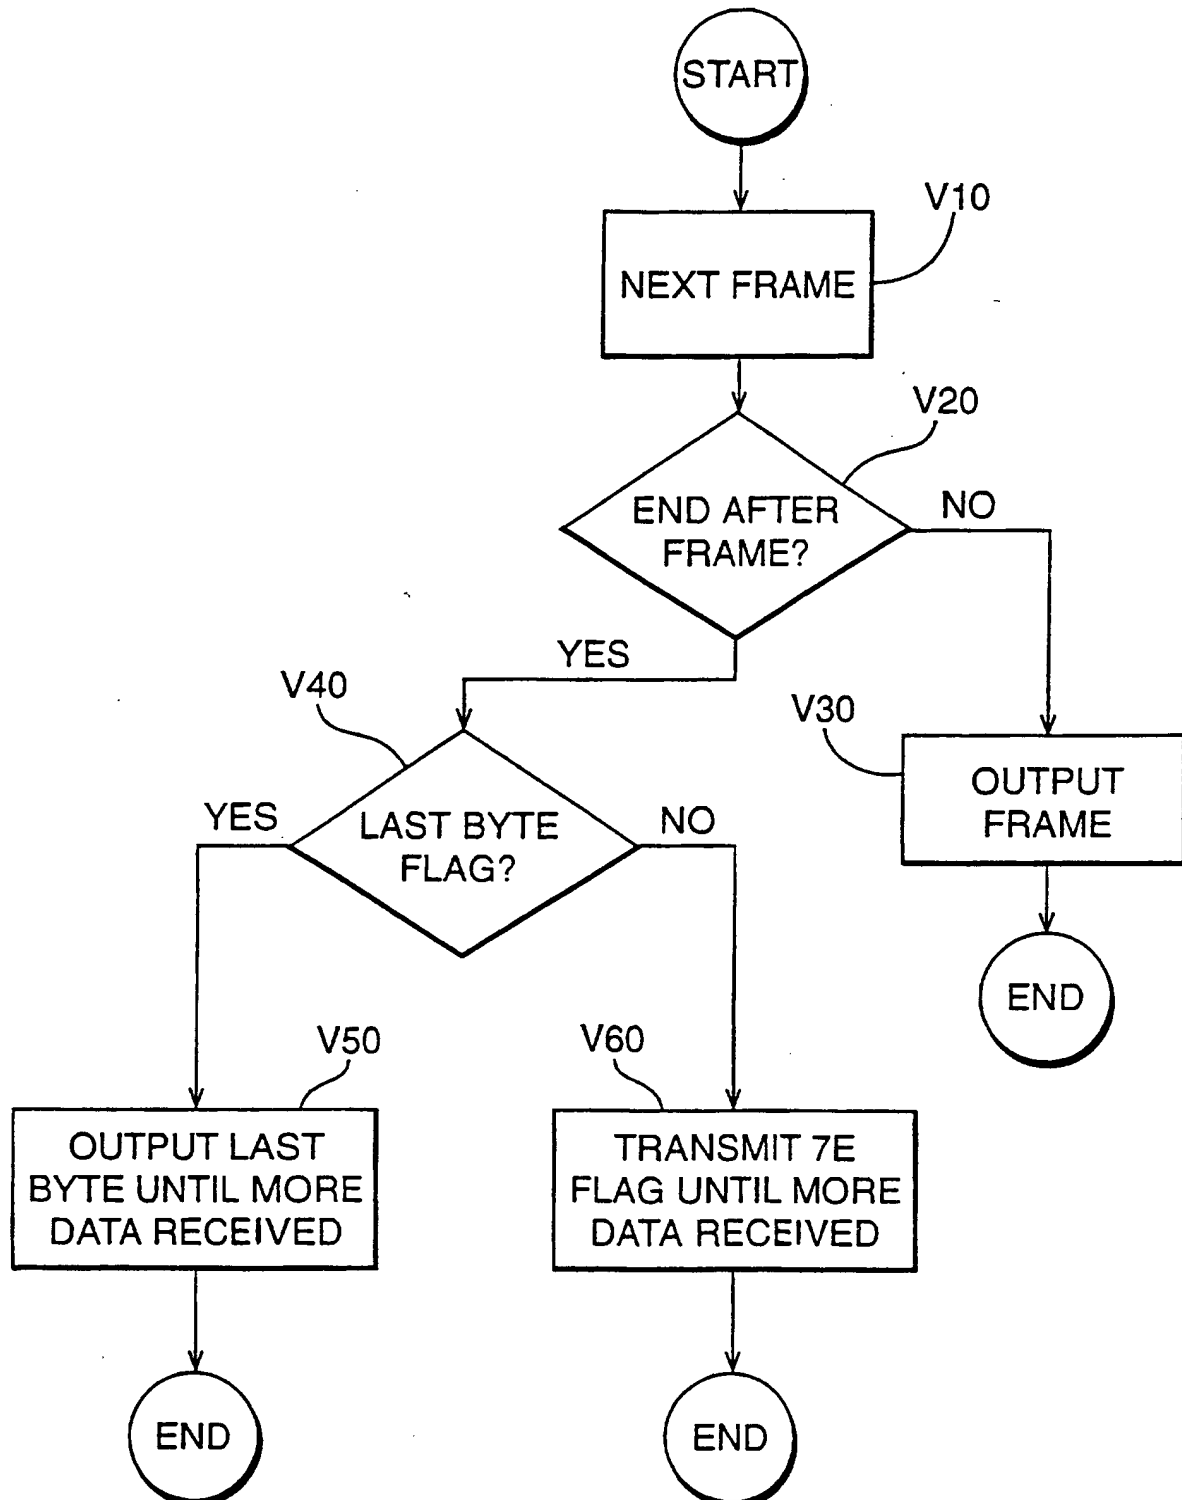 START
V10
NEXT FRAME
V20
END AFTER
FRAME?
NO
YES
V40
LAST BYTE
FLAG?
YES
NO
V30
OUTPUT
FRAME
END
V50
OUTPUT LAST
BYTE UNTIL MORE
DATA RECEIVED
END
V60
TRANSMIT 7E
FLAG UNTIL MORE
DATA RECEIVED
END